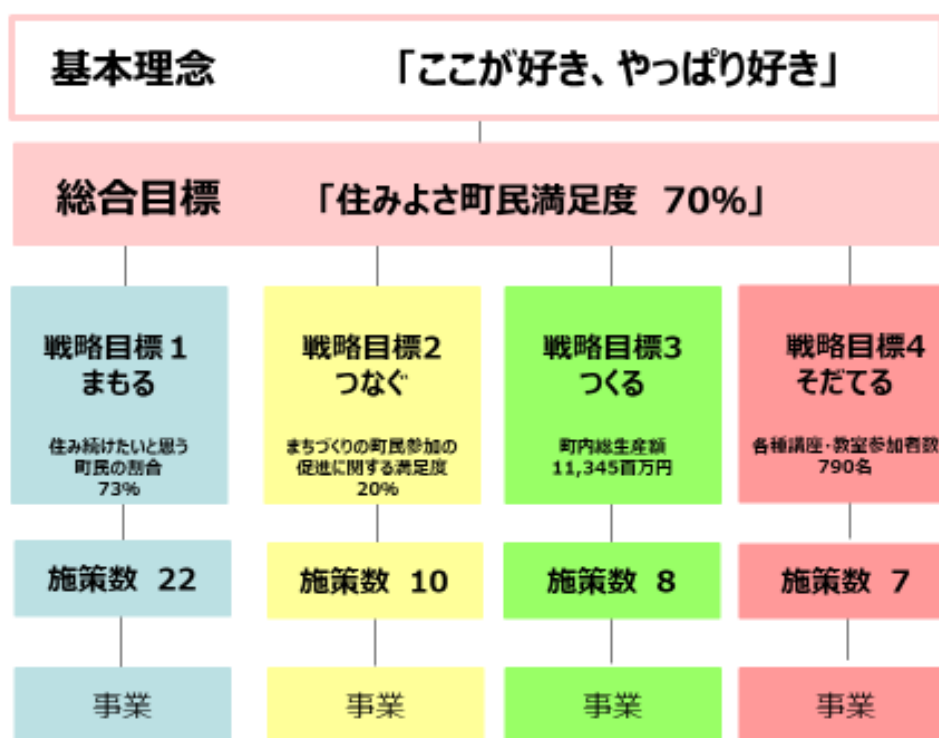 基本理念 「ここが好き、やっぱり好き」
総合目標 「住みよさ町民満足度 70%」
戦略目標1
まもる
住み続けたいと思う
町民の割合
73%
戦略目標2
つなぐ
まちづくりの町民参加の
促進に関する満足度
20%
戦略目標3
つくる
町内総生産額
11,345百万円
戦略目標4
そだてる
各種講座・教室参加者数
790名
施策数 22
施策数 10
施策数 8
施策数 7
事業
事業
事業
事業